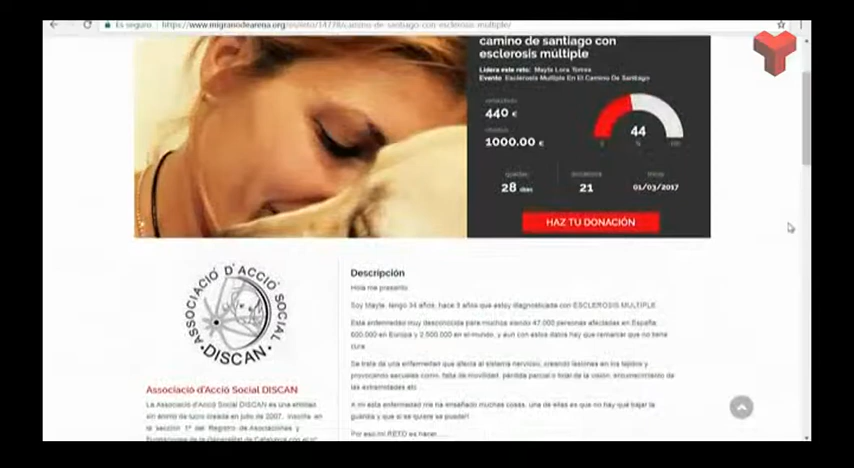 Es seguro | https://www.migranodearena.org/es/reto/14778/camino-de-santiago-con-esclerosis-multiple/
camino de santiago con
esclerosis múltiple
Lidera este reto: Mayte Lora Torres
Evento Esclerosis Multiple En El Camino De Santiago
440 €
1000.00 €
44
%
28 días
21
01/03/2017
HAZ TU DONACIÓN
ASSOCIACIÓ D'ACCIÓ SOCIAL
·DISCAN·
Associació d'Acció Social DISCAN
La Associació d'Acció Social DISCAN es una entidad
sin ánimo de lucro creada en julio de 2007, inscrita en
la sección 1ª del Registro de Asociaciones y
Descripción
Hola me presento
Soy Mayte, tengo 34 años, hace 3 años que estoy diagnosticada con ESCLEROSIS MULTIPLE.
Esta enfermedad muy desconocida para muchos siendo 47.000 personas afectadas en España,
600.000 en Europa y 2.500.000 en el mundo, y aun con estos datos hay que remarcar que no tiene
cura.
Se trata de una enfermedad que afecta al sistema nervioso, creando lesiones en los tejidos y
provocando secuelas como, falta de movilidad, pérdida parcial o total de la visión, entumecimiento de
las extremidades etc
A mi esta enfermedad me ha enseñado muchas cosas, una de ellas es que no hay que bajar la
guardia y que si se quiere se puede!!
Por eso mi RETO es hacer